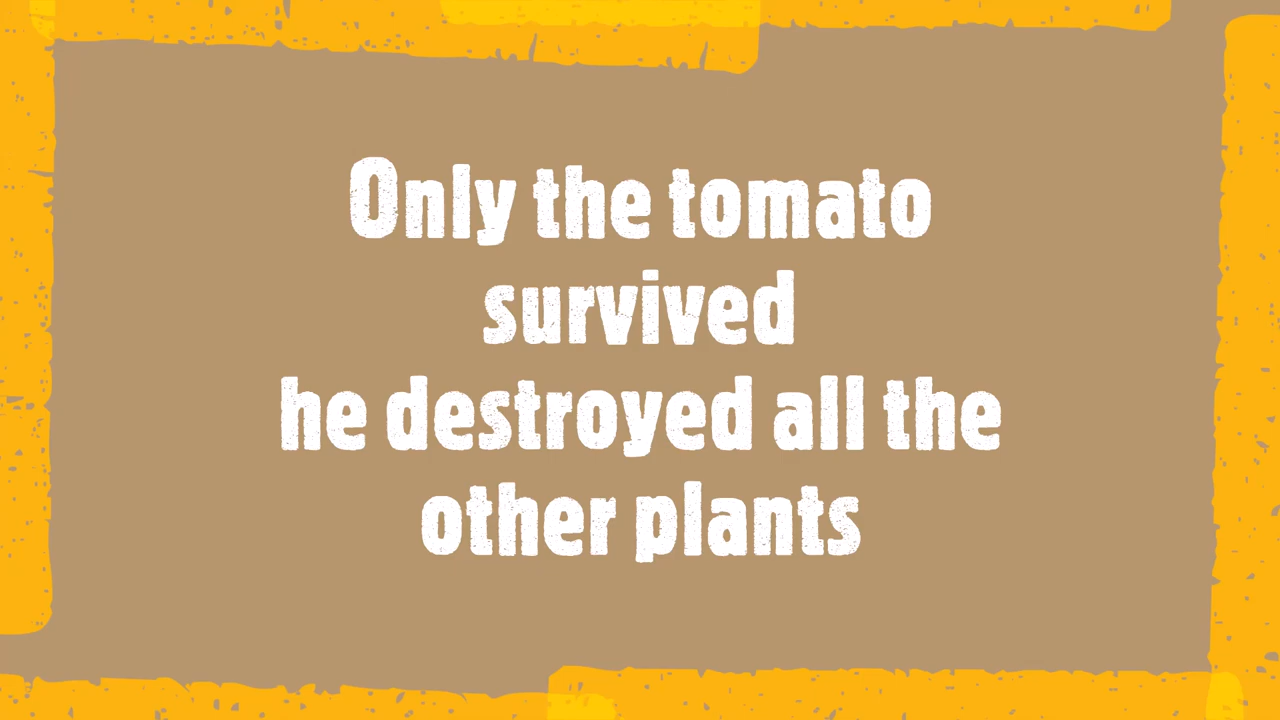 Only the tomato
survived
he destroyed all the
other plants